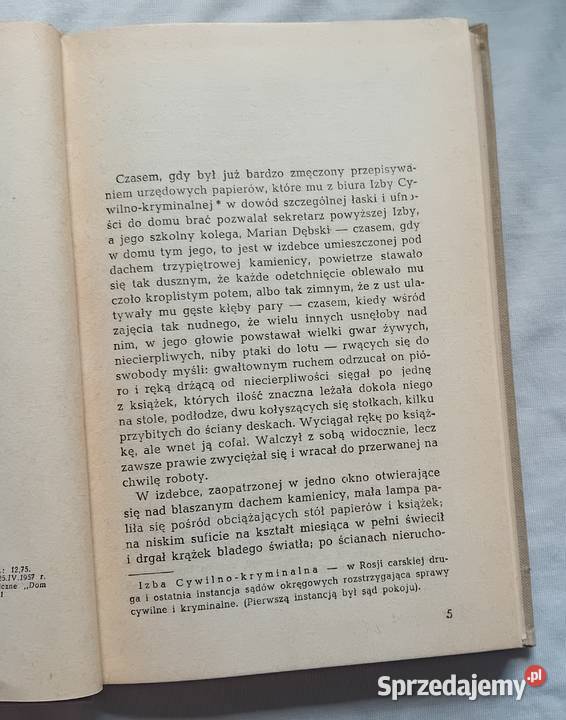 Czasem, gdy był już bardzo zmęczony przepisywa-
niem urzędowych papierów, które mu z biura Izby Cy-
wilno-kryminalnej* w dowód szczególnej łaski i ufno-
ści do domu brać pozwalał sekretarz powyższej Izby,
a jego szkolny kolega, Marian Dębski — czasem, gdy
w domu tym jego, to jest w izdebce umieszczonej pod
dachem trzypiętrowej kamienicy, powietrze stawało
się tak dusznym, że każde odetchnięcie oblewało mu
czoło kroplistym potem, albo tak zimnym, że z ust ula-
tywały mu gęste kłęby pary — czasem, kiedy wśród
zajęcia tak nudnego, że wielu innych usnęłoby nad
nim, w jego głowie powstawał wielki gwar żywych,
niecierpliwych, niby ptaki do lotu — rwących się do
swobody myśli: gwałtownym ruchem odrzucał on pió-
ro i ręką drżącą od niecierpliwości sięgał po jedną
z książek, których ilość znaczna leżała dokoła niego
na stole, podłodze, dwu kołyszących się stołkach, kilku
przybitych do ściany deskach. Wyciągał rękę po książ-
kę, ale wnet ją cofał. Walczył z sobą widocznie, lecz
zawsze prawie zwyciężał się i wracał do przerwanej na
chwilę roboty.
W izdebce, zaopatrzonej w jedno okno otwierające
się nad blaszanym dachem kamienicy, mała lampa pa-
liła się pośród obciążających stół papierów i książek;
na niskim suficie na kształt miesiąca w pełni świecił
i drgał krążek bladego światła; po ścianach nierucho-
Izba Cywilno-kryminalna — w Rosji carskiej dru-
ga i ostatnia instancja sądów okręgowych rozstrzygająca sprawy
cywilne i kryminalne. (Pierwszą instancją był sąd pokoju).
5
.: 12,75.
25.IV.1957 r.
czne „Dom
Sprzedajemy.pl